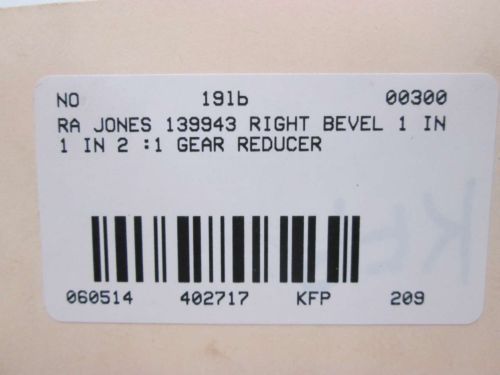 NO 19lb 00300
RA JONES 139943 RIGHT BEVEL 1 IN
1 IN 2 :1 GEAR REDUCER
060514 402717 KFP 209